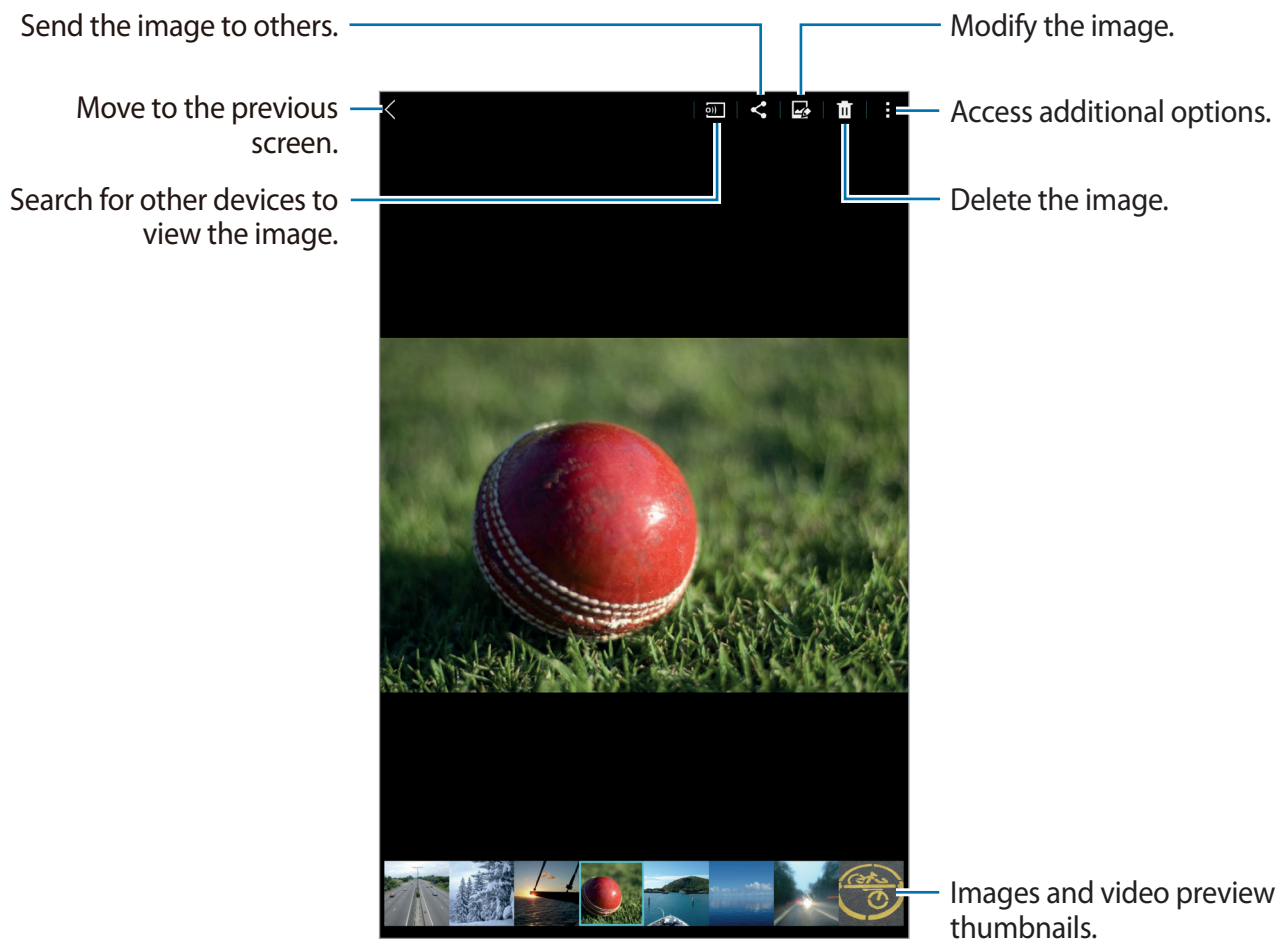 Send the image to others.
Move to the previous
screen.
Search for other devices to
view the image.
Modify the image.
Access additional options.
Delete the image.
Images and video preview
thumbnails.